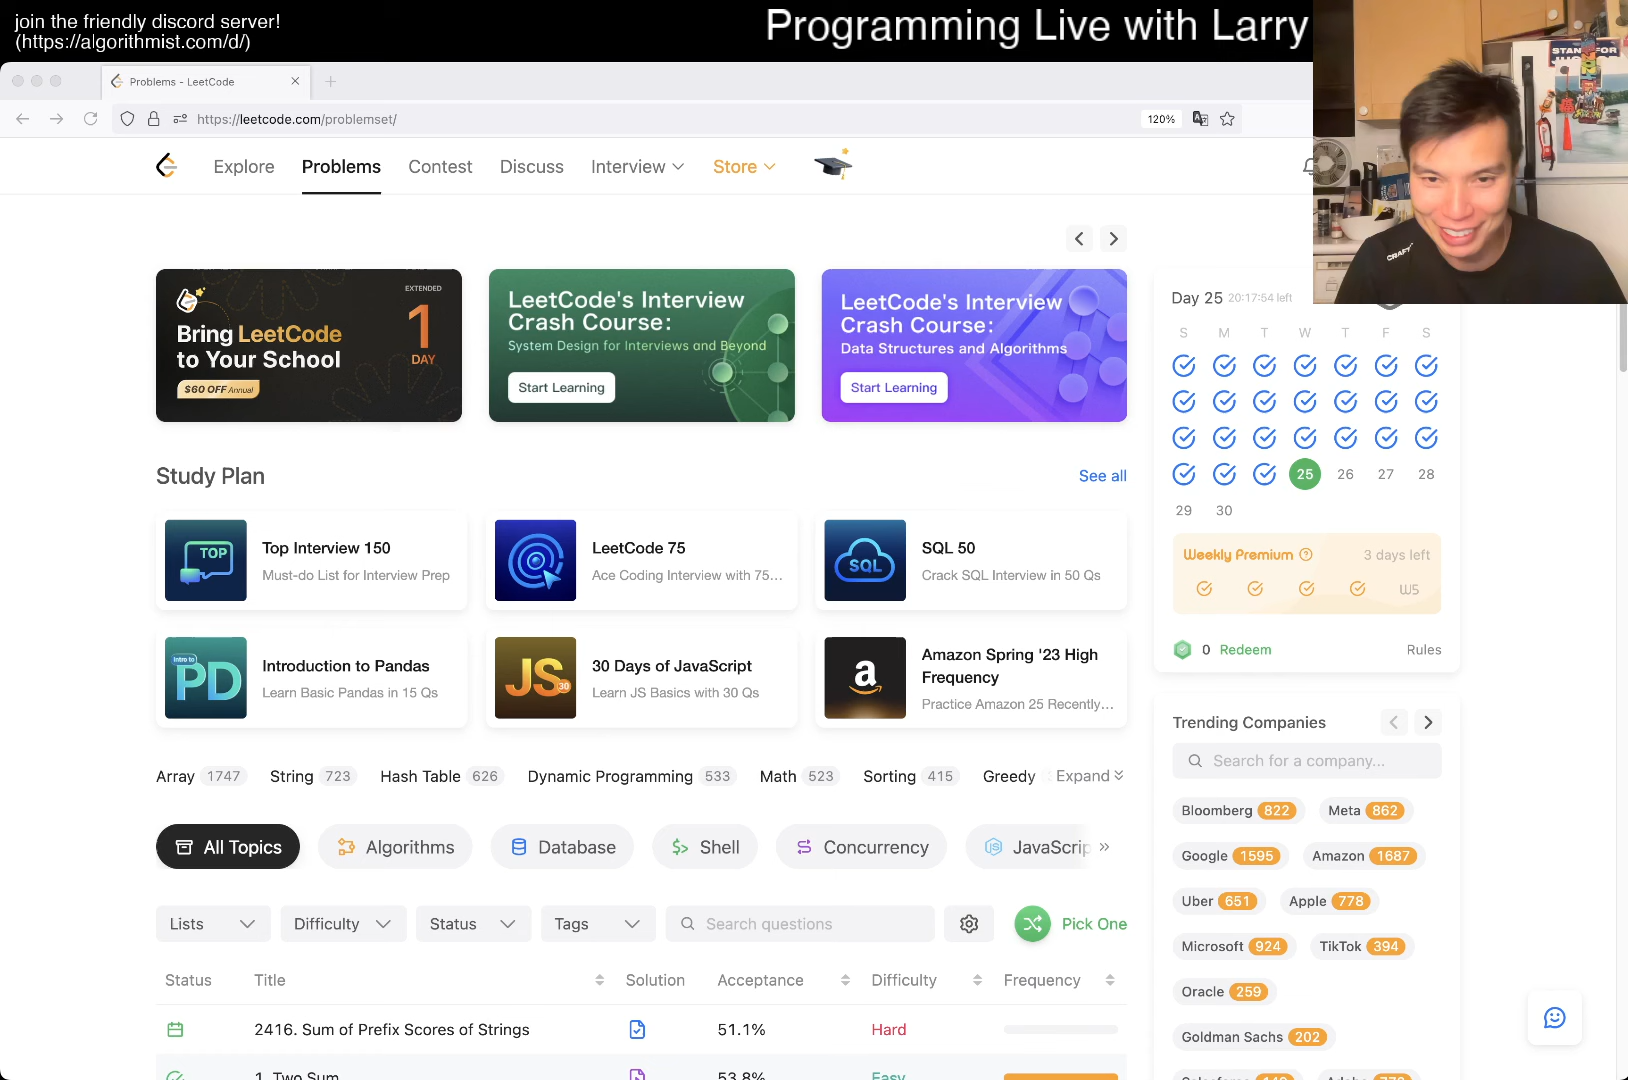 join the friendly discord server!
(https://algorithmist.com/d/)
Programming Live with Larry
Problems - LeetCode
https://leetcode.com/problemset/
120%
Explore
Problems
Contest
Discuss
Interview
Store
Bring LeetCode
to Your School
$60 OFF Annual
EXTENDED
1
DAY
LeetCode's Interview
Crash Course:
System Design for Interviews and Beyond
Start Learning
LeetCode's Interview
Crash Course:
Data Structures and Algorithms
Start Learning
Day 25 20:17:54 left
S M T W T F S
25 26 27 28
29 30
Weekly Premium
3 days left
W5
0 Redeem
Rules
Study Plan
See all
TOP
Top Interview 150
Must-do List for Interview Prep
LeetCode 75
Ace Coding Interview with 75...
SQL
SQL 50
Crack SQL Interview in 50 Qs
Intro to
PD
Introduction to Pandas
Learn Basic Pandas in 15 Qs
JS
30
30 Days of JavaScript
Learn JS Basics with 30 Qs
a
Amazon Spring '23 High
Frequency
Practice Amazon 25 Recently...
Array 1747
String 723
Hash Table 626
Dynamic Programming 533
Math 523
Sorting 415
Greedy
Expand
All Topics
Algorithms
Database
Shell
Concurrency
JavaScrip
Lists
Difficulty
Status
Tags
Search questions
Pick One
Status Title Solution Acceptance Difficulty Frequency
2416. Sum of Prefix Scores of Strings 51.1% Hard
1. Two Sum 53.8% Easy
Trending Companies
Search for a company...
Bloomberg 822
Meta 862
Google 1595
Amazon 1687
Uber 651
Apple 778
Microsoft 924
TikTok 394
Oracle 259
Goldman Sachs 202
CRAFY